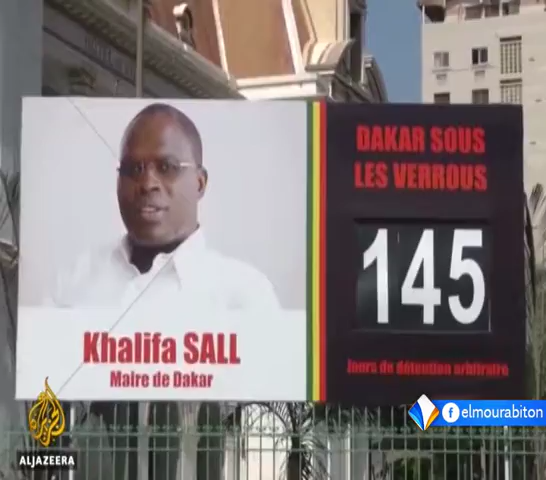 DAKAR SOUS
LES VERROUS
145
Jours de détention arbitraire
Khalifa SALL
Maire de Dakar
ALJAZEERA
f elmourabiton